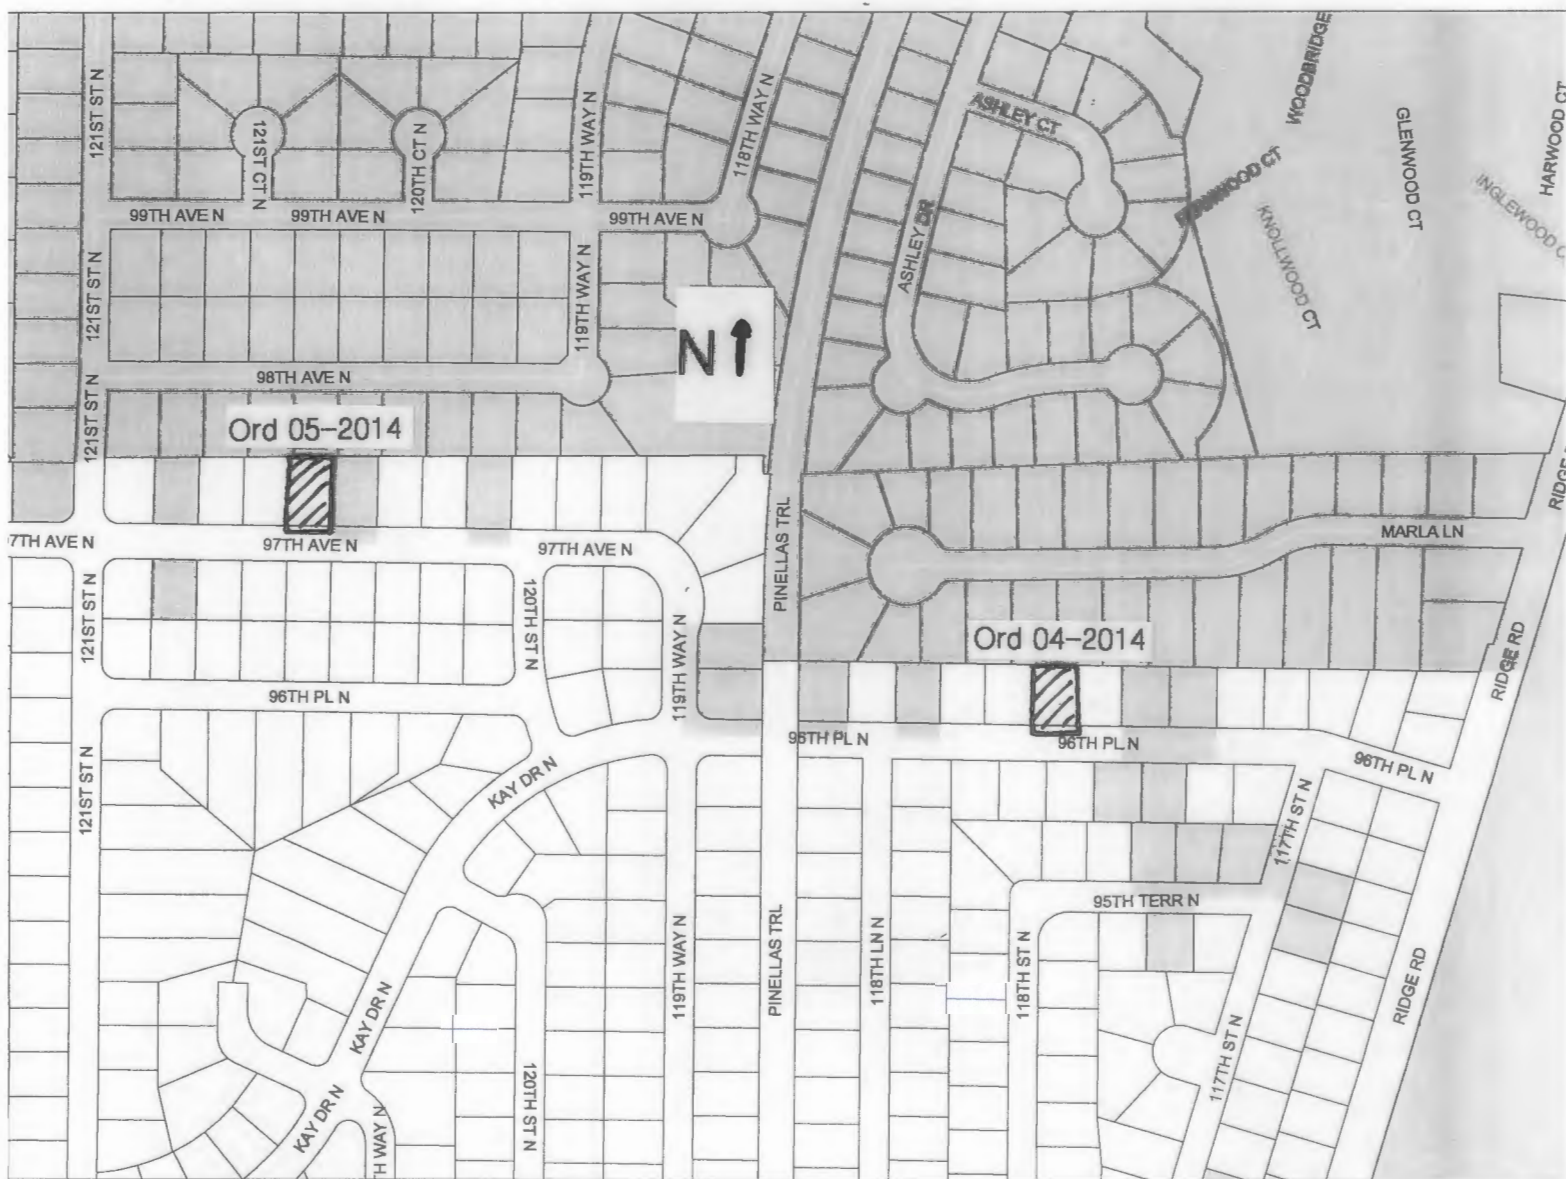 WOODBRIDGE
121ST ST N
121ST CT N
120TH CT N
119TH WAY N
118TH WAY N
ASHLEY CT
GLENWOOD CT
HARWOOD CT
INGLEWOOD C
KNOLLWOOD CT
99TH AVE N
99TH AVE N
99TH AVE N
ASHLEY DR
121ST ST N
119TH WAY N
N
98TH AVE N
121ST ST N
Ord 05-2014
RIDGE
PINELLAS TRL
MARLA LN
7TH AVE N
97TH AVE N
97TH AVE N
121ST ST N
120TH ST N
119TH WAY N
Ord 04-2014
RIDGE RD
96TH PL N
96TH PL N
96TH PL N
96TH PL N
121ST ST N
KAY DR N
117TH ST N
95TH TERR N
119TH WAY N
PINELLAS TRL
118TH LN N
118TH ST N
RIDGE RD
KAY DR N
117TH ST N
120TH ST N
KAY DR N
TH WAY N